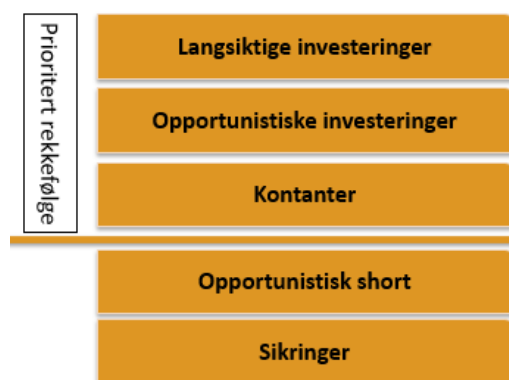 Prioritert rekkefølge
Langsiktige investeringer
Opportunistiske investeringer
Kontanter
Opportunistisk short
Sikringer